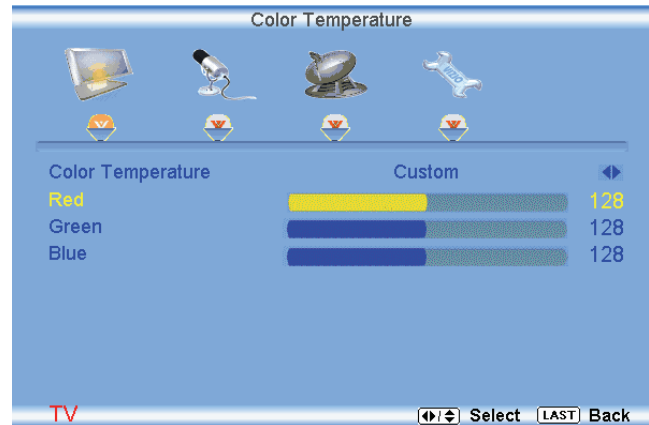 Color Temperature
Color Temperature Custom
Red 128
Green 128
Blue 128
TV Select LAST Back